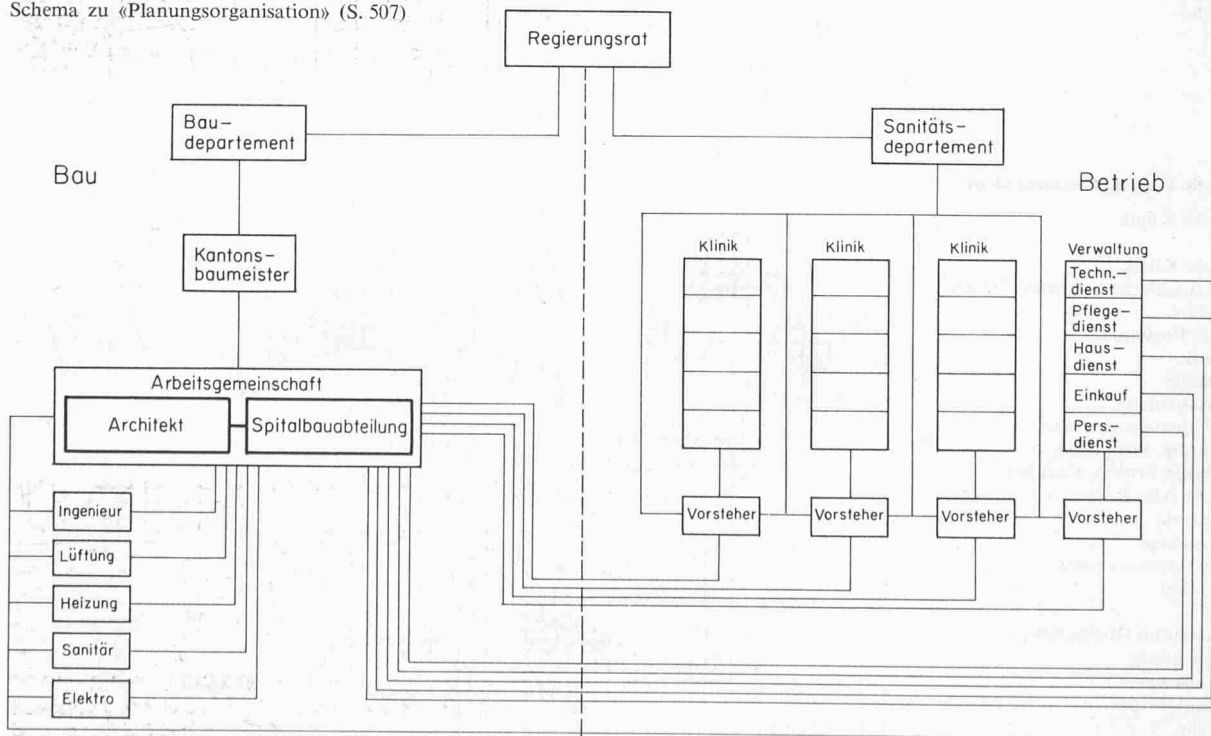 Schema zu «Planungsorganisation» (S. 507)
Regierungsrat
Bau-
departement
Sanitäts-
departement
Bau
Betrieb
Kantons-
baumeister
Klinik
Klinik
Klinik
Verwaltung
Techn.-
dienst
Pflege-
dienst
Haus-
dienst
Einkauf
Pers.-
dienst
Arbeitsgemeinschaft
Architekt
Spitalbauabteilung
Vorsteher
Vorsteher
Vorsteher
Vorsteher
Ingenieur
Lüftung
Heizung
Sanitär
Elektro